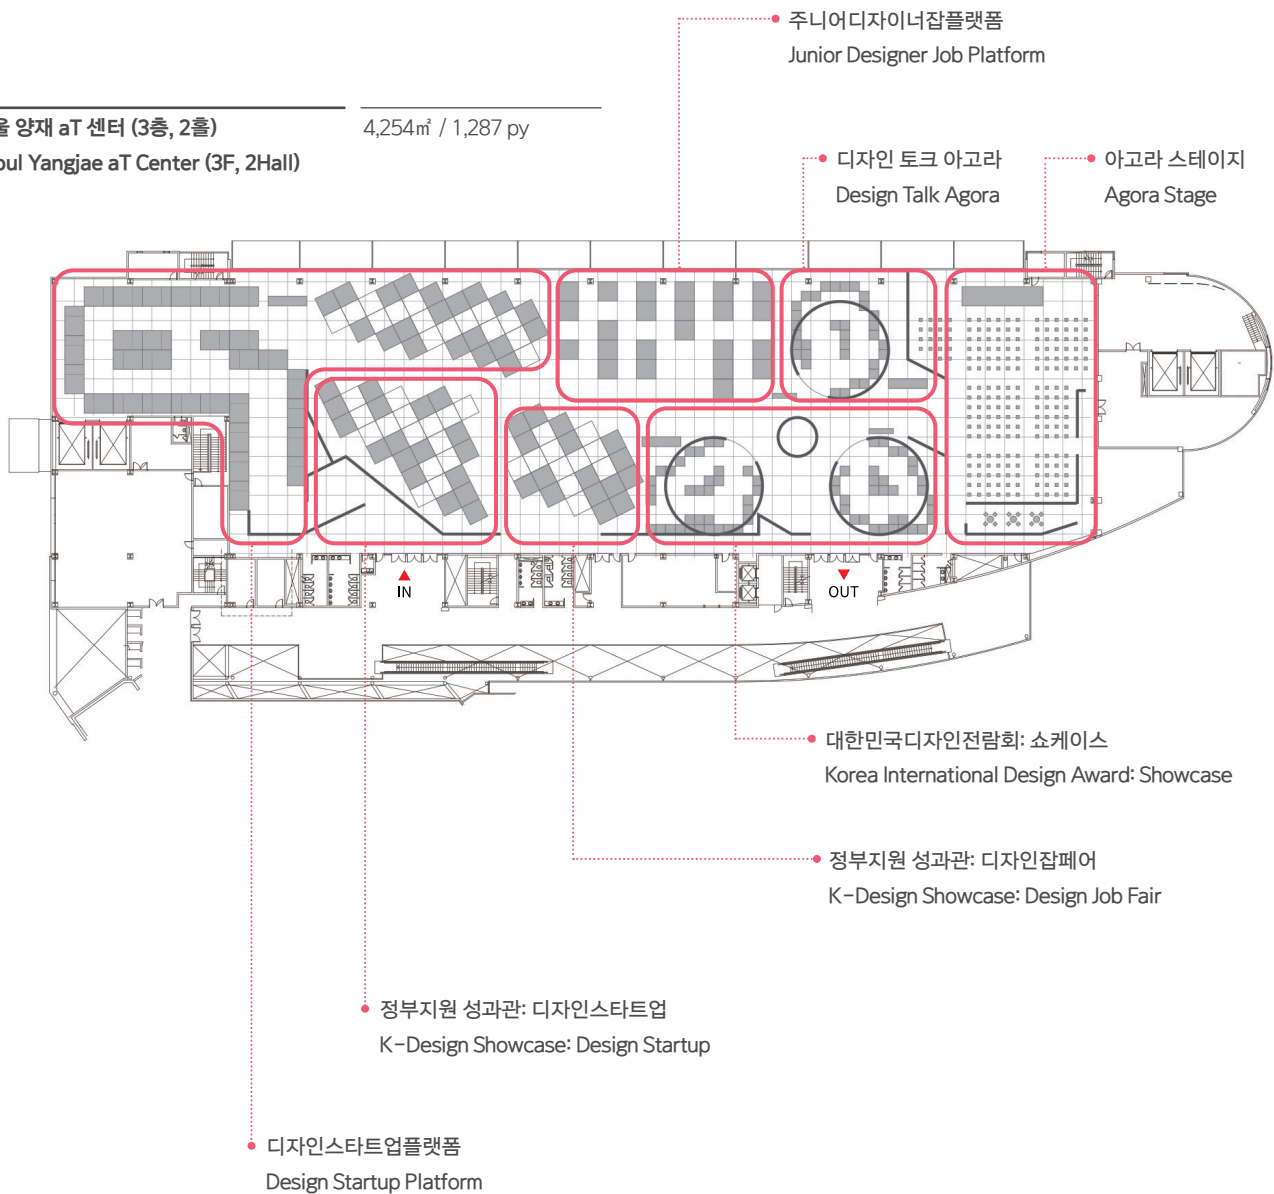 주니어디자이너잡플랫폼
Junior Designer Job Platform
양재 aT 센터 (3층, 2홀)
Yangjae aT Center (3F, 2Hall)
4,254㎡ / 1,287 py
디자인 토크 아고라
Design Talk Agora
아고라 스테이지
Agora Stage
IN
OUT
대한민국디자인전람회: 쇼케이스
Korea International Design Award: Showcase
정부지원 성과관: 디자인잡페어
K-Design Showcase: Design Job Fair
정부지원 성과관: 디자인스타트업
K-Design Showcase: Design Startup
디자인스타트업플랫폼
Design Startup Platform